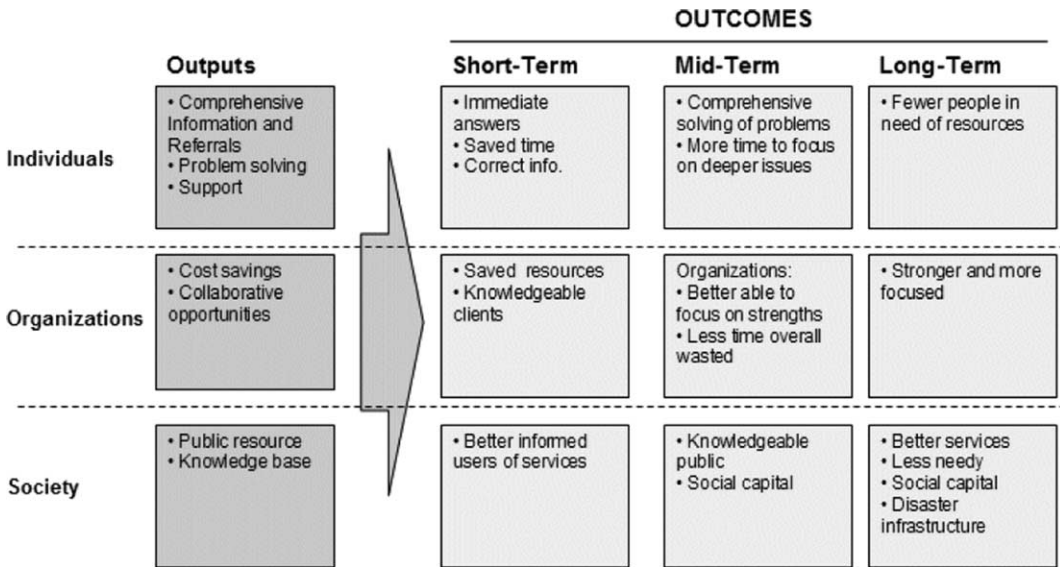 OUTCOMES
Outputs
Short-Term
Mid-Term
Long-Term
Individuals
• Comprehensive
Information and
Referrals
• Problem solving
• Support
• Immediate
answers
• Saved time
• Correct info.
• Comprehensive
solving of problems
• More time to focus
on deeper issues
• Fewer people in
need of resources
Organizations
• Cost savings
• Collaborative
opportunities
• Saved resources
• Knowledgeable
clients
Organizations:
• Better able to
focus on strengths
• Less time overall
wasted
• Stronger and more
focused
Society
• Public resource
• Knowledge base
• Better informed
users of services
• Knowledgeable
public
• Social capital
• Better services
• Less needy
• Social capital
• Disaster
infrastructure